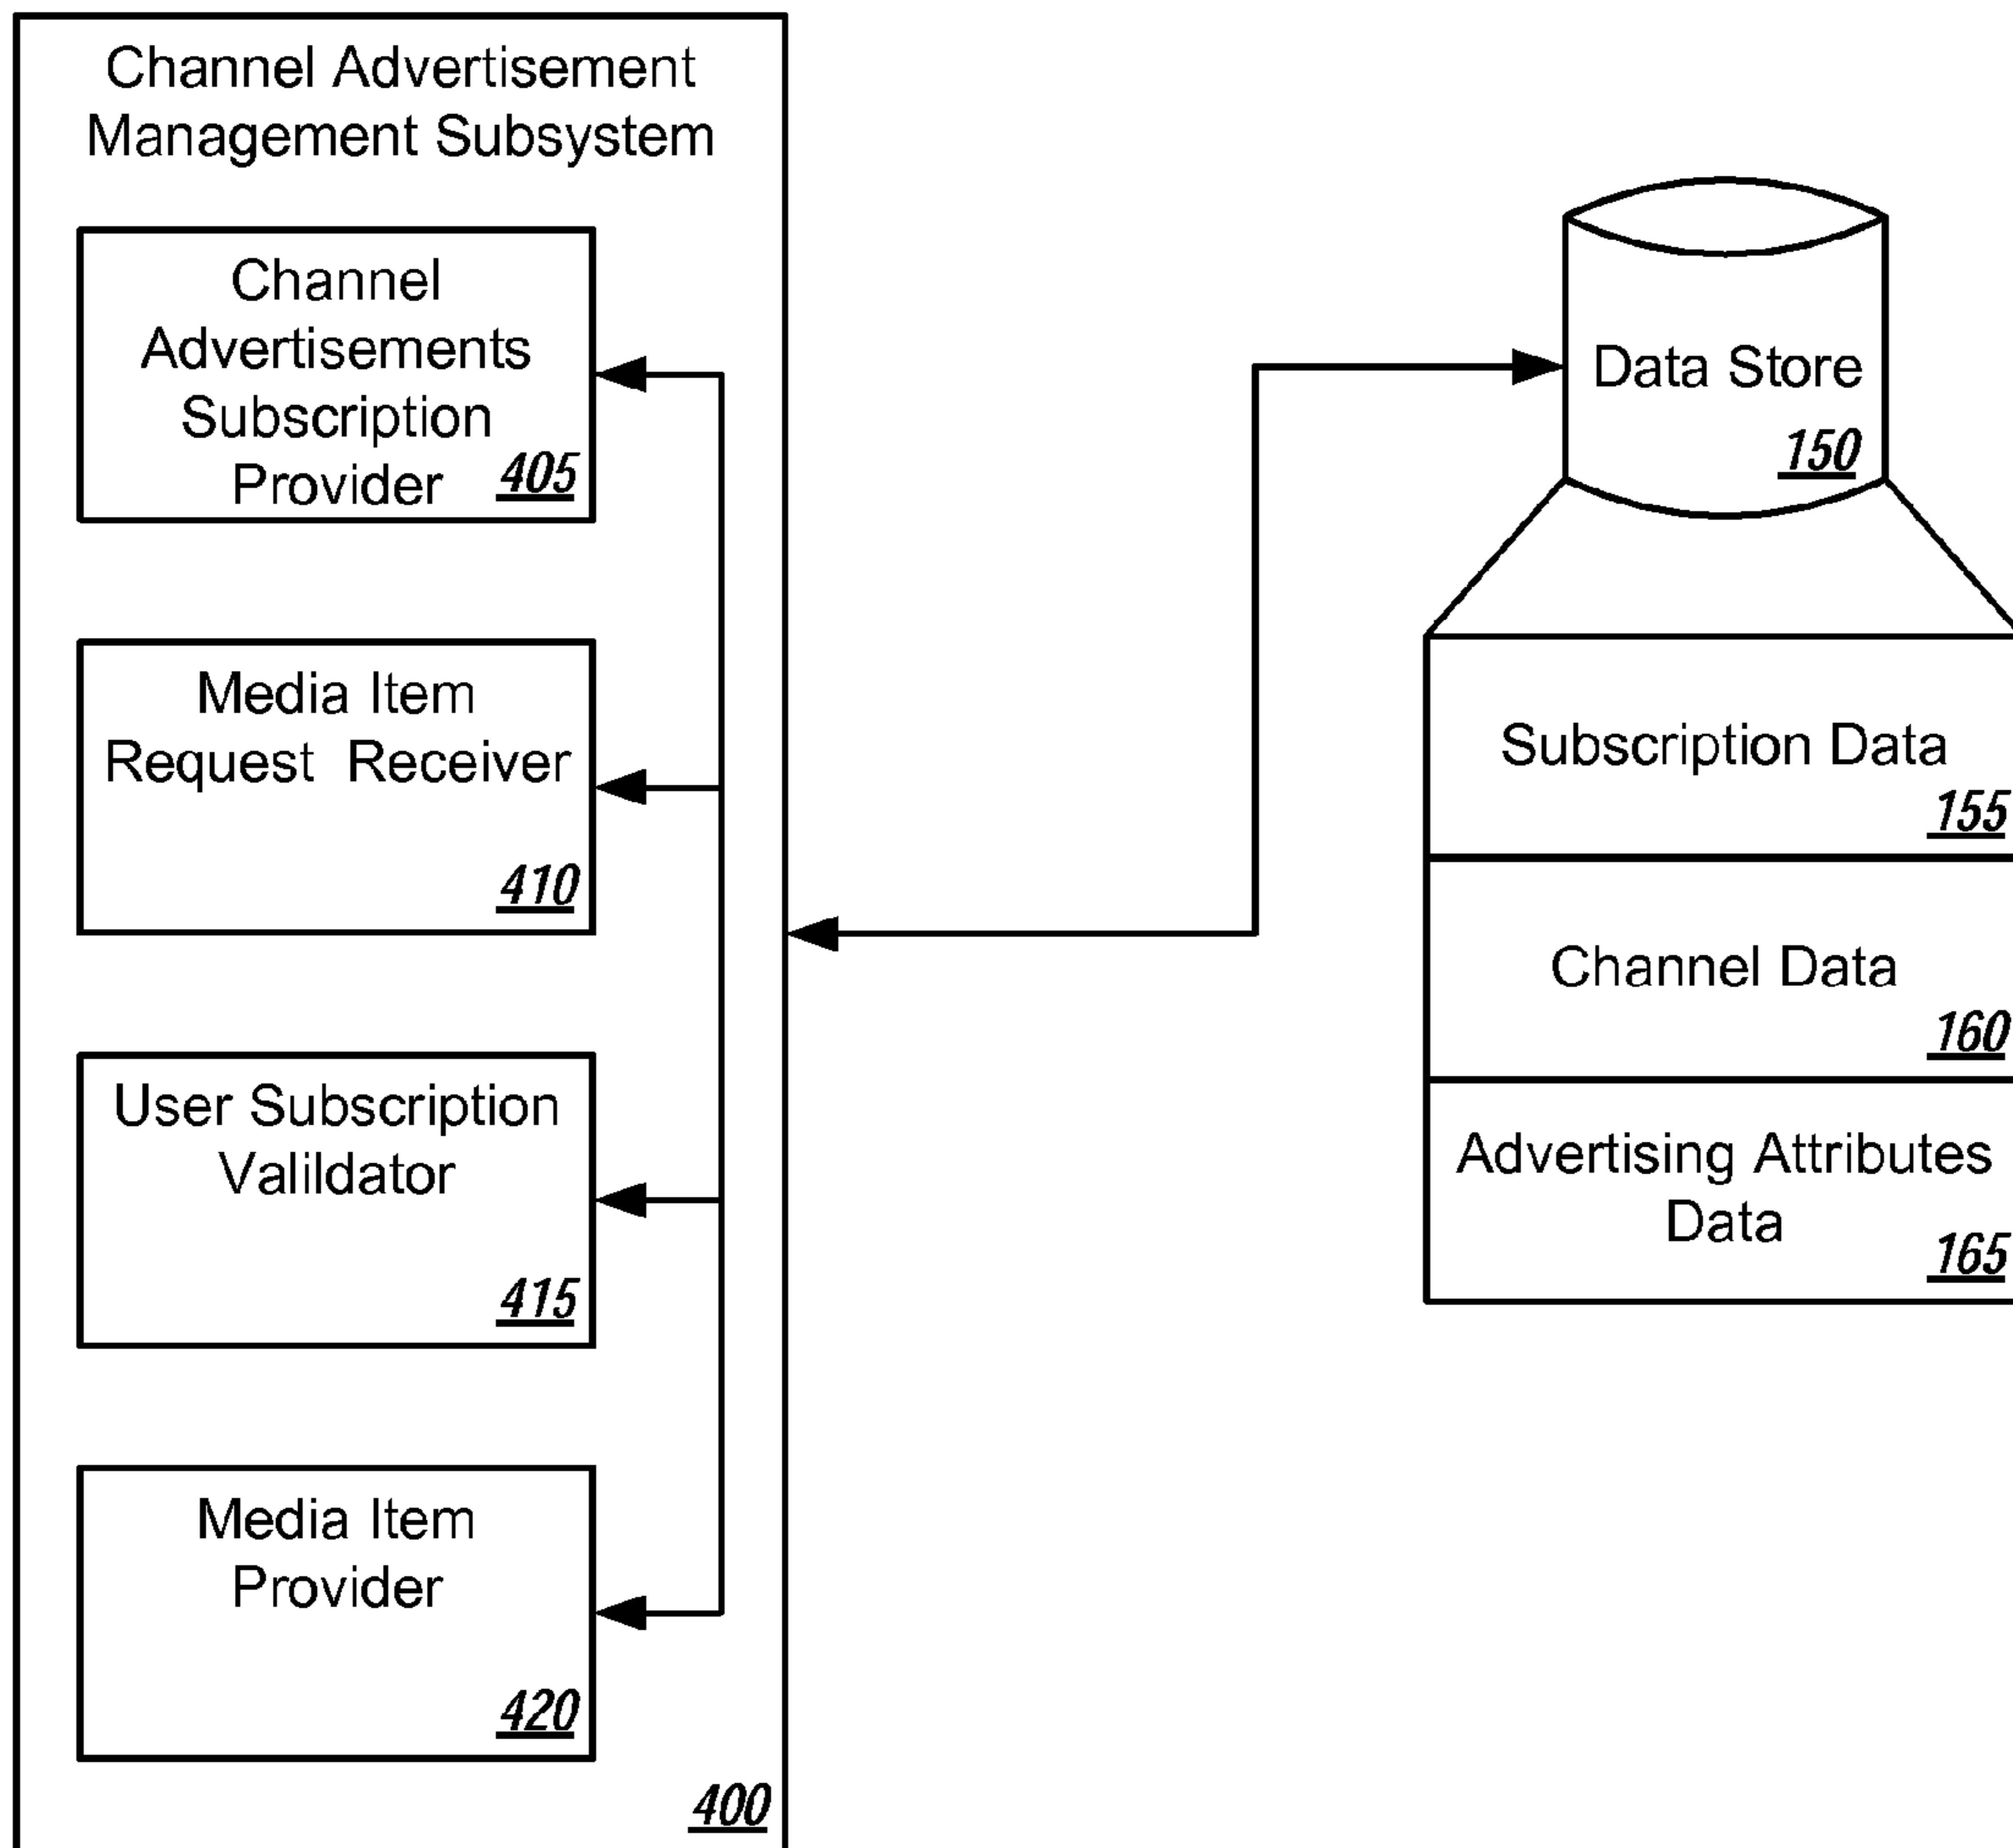 Channel Advertisement
Management Subsystem
Channel
Advertisements
Subscription
Provider 405
Media Item
Request Receiver
410
User Subscription
Valildator
415
Media Item
Provider
420
400
Data Store
150
Subscription Data
155
Channel Data
160
Advertising Attributes
Data
165